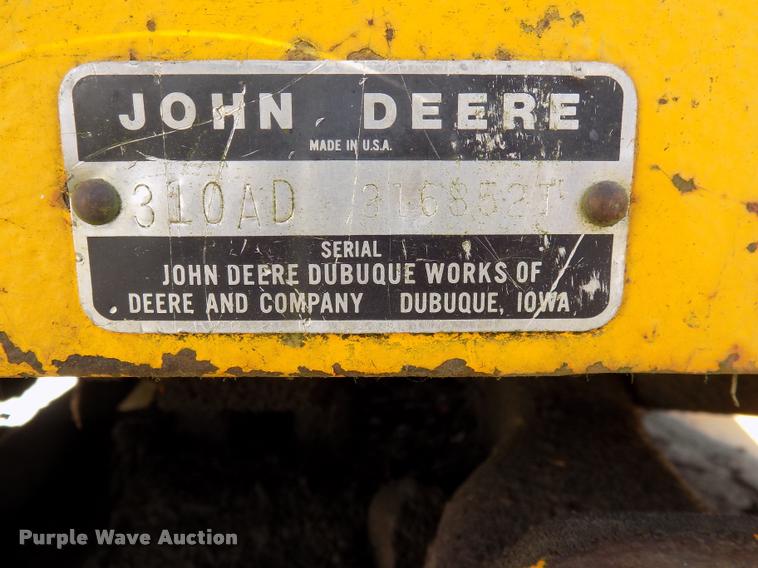 JOHN DEERE
MADE IN U.S.A.
310AD 316852T
SERIAL
JOHN DEERE DUBUQUE WORKS OF
DEERE AND COMPANY DUBUQUE, IOWA
Purple Wave Auction